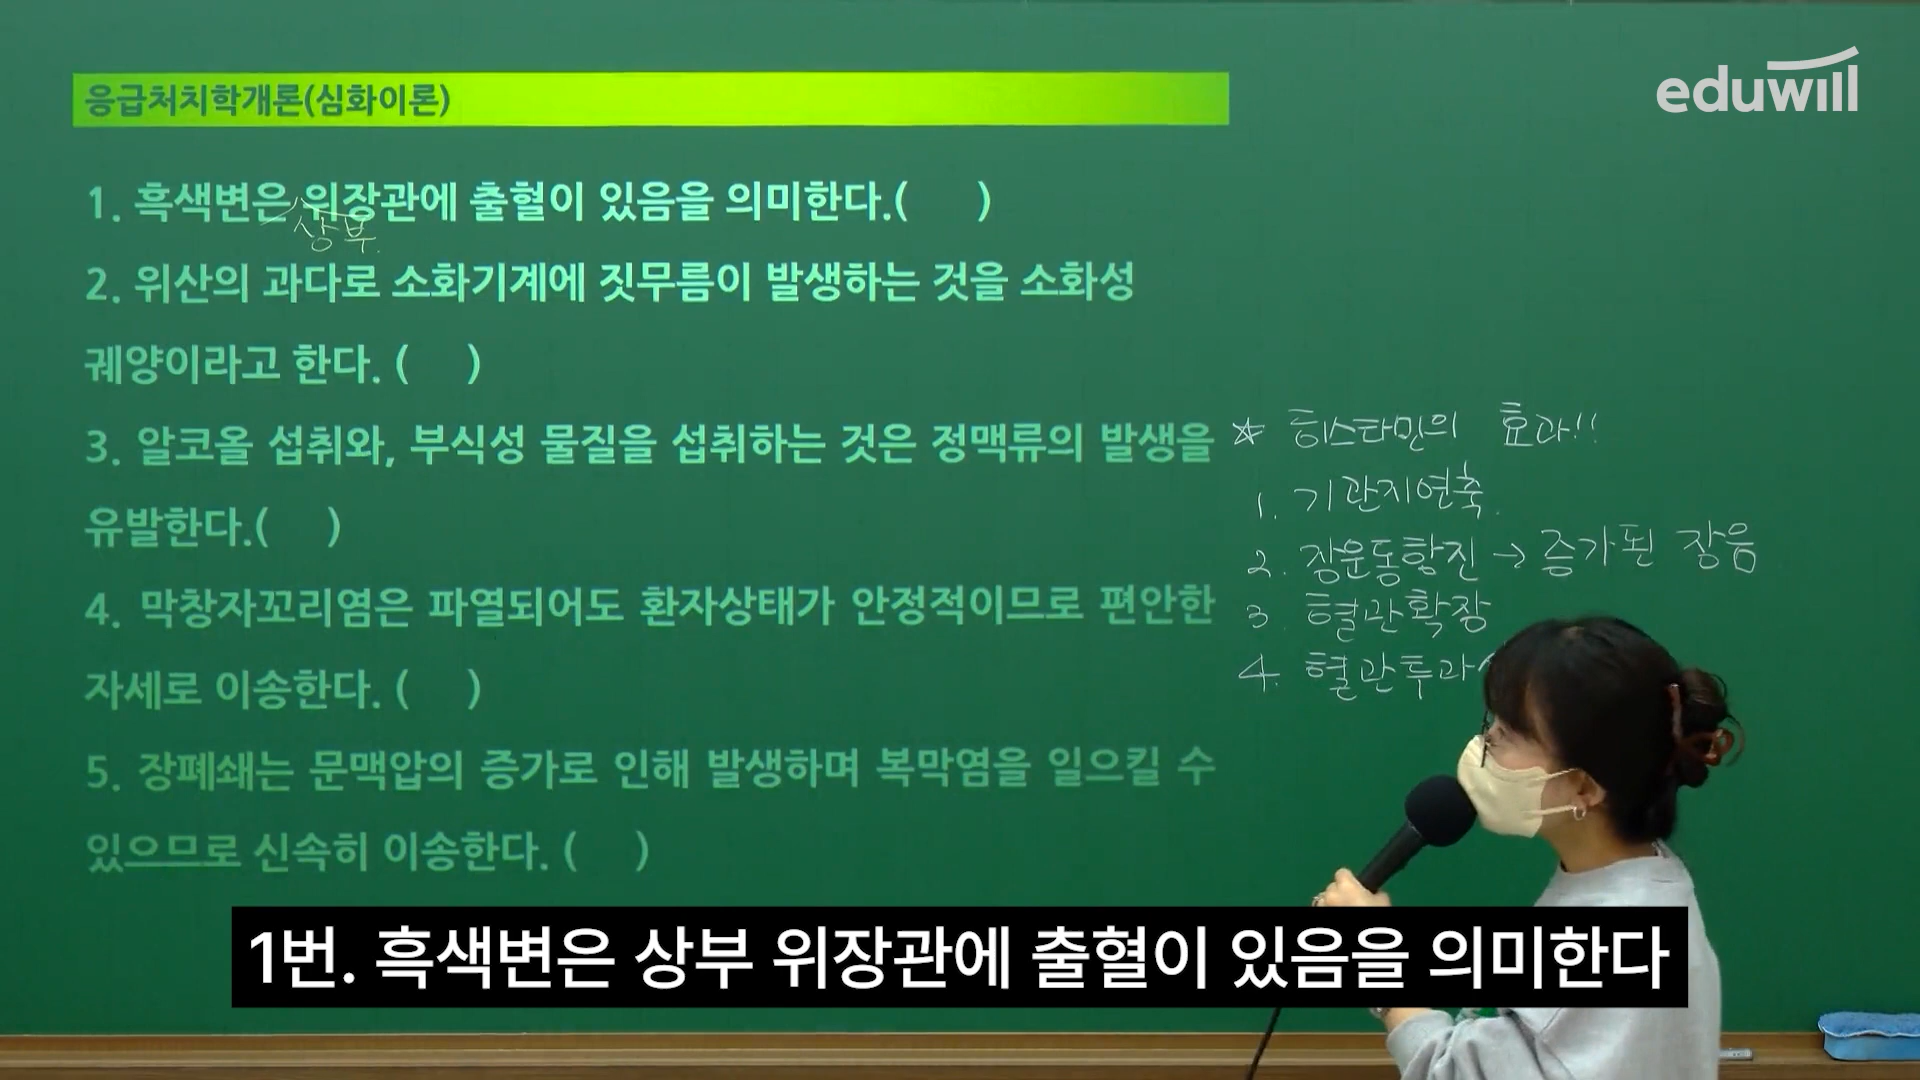 eduwill
응급처치학개론(심화이론)
1. 흑색변은 위장관에 출혈이 있음을 의미한다.( )
상부
2. 위산의 과다로 소화기계에 짓무름이 발생하는 것을 소화성
궤양이라고 한다. ( )
3. 알코올 섭취와, 부식성 물질을 섭취하는 것은 정맥류의 발생을
유발한다.( )
4. 막창자꼬리염은 파열되어도 환자상태가 안정적이므로 편안한
자세로 이송한다. ( )
5. 장폐쇄는 문맥압의 증가로 인해 발생하며 복막염을 일으킬 수
있으므로 신속히 이송한다. ( )
* 히스타민의 효과!!
1. 기관지연축.
2. 장운동항진 → 증가된 장음
3. 혈관확장
4. 혈관투과
1번. 흑색변은 상부 위장관에 출혈이 있음을 의미한다